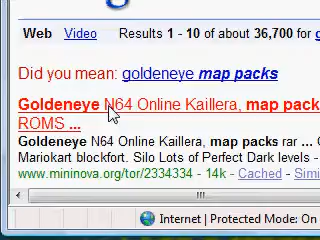 Web Video Results 1 - 10 of about 36,700 for
Did you mean: goldeneye map packs
Goldeneye N64 Online Kaillera, map pack
ROMS ...
Goldeneye N64 Online Kaillera, map packs rar ...
Mariokart blockfort. Silo Lots of Perfect Dark levels -
www.mininova.org/tor/2334334 - 14k - Cached - Simi
Internet | Protected Mode: On